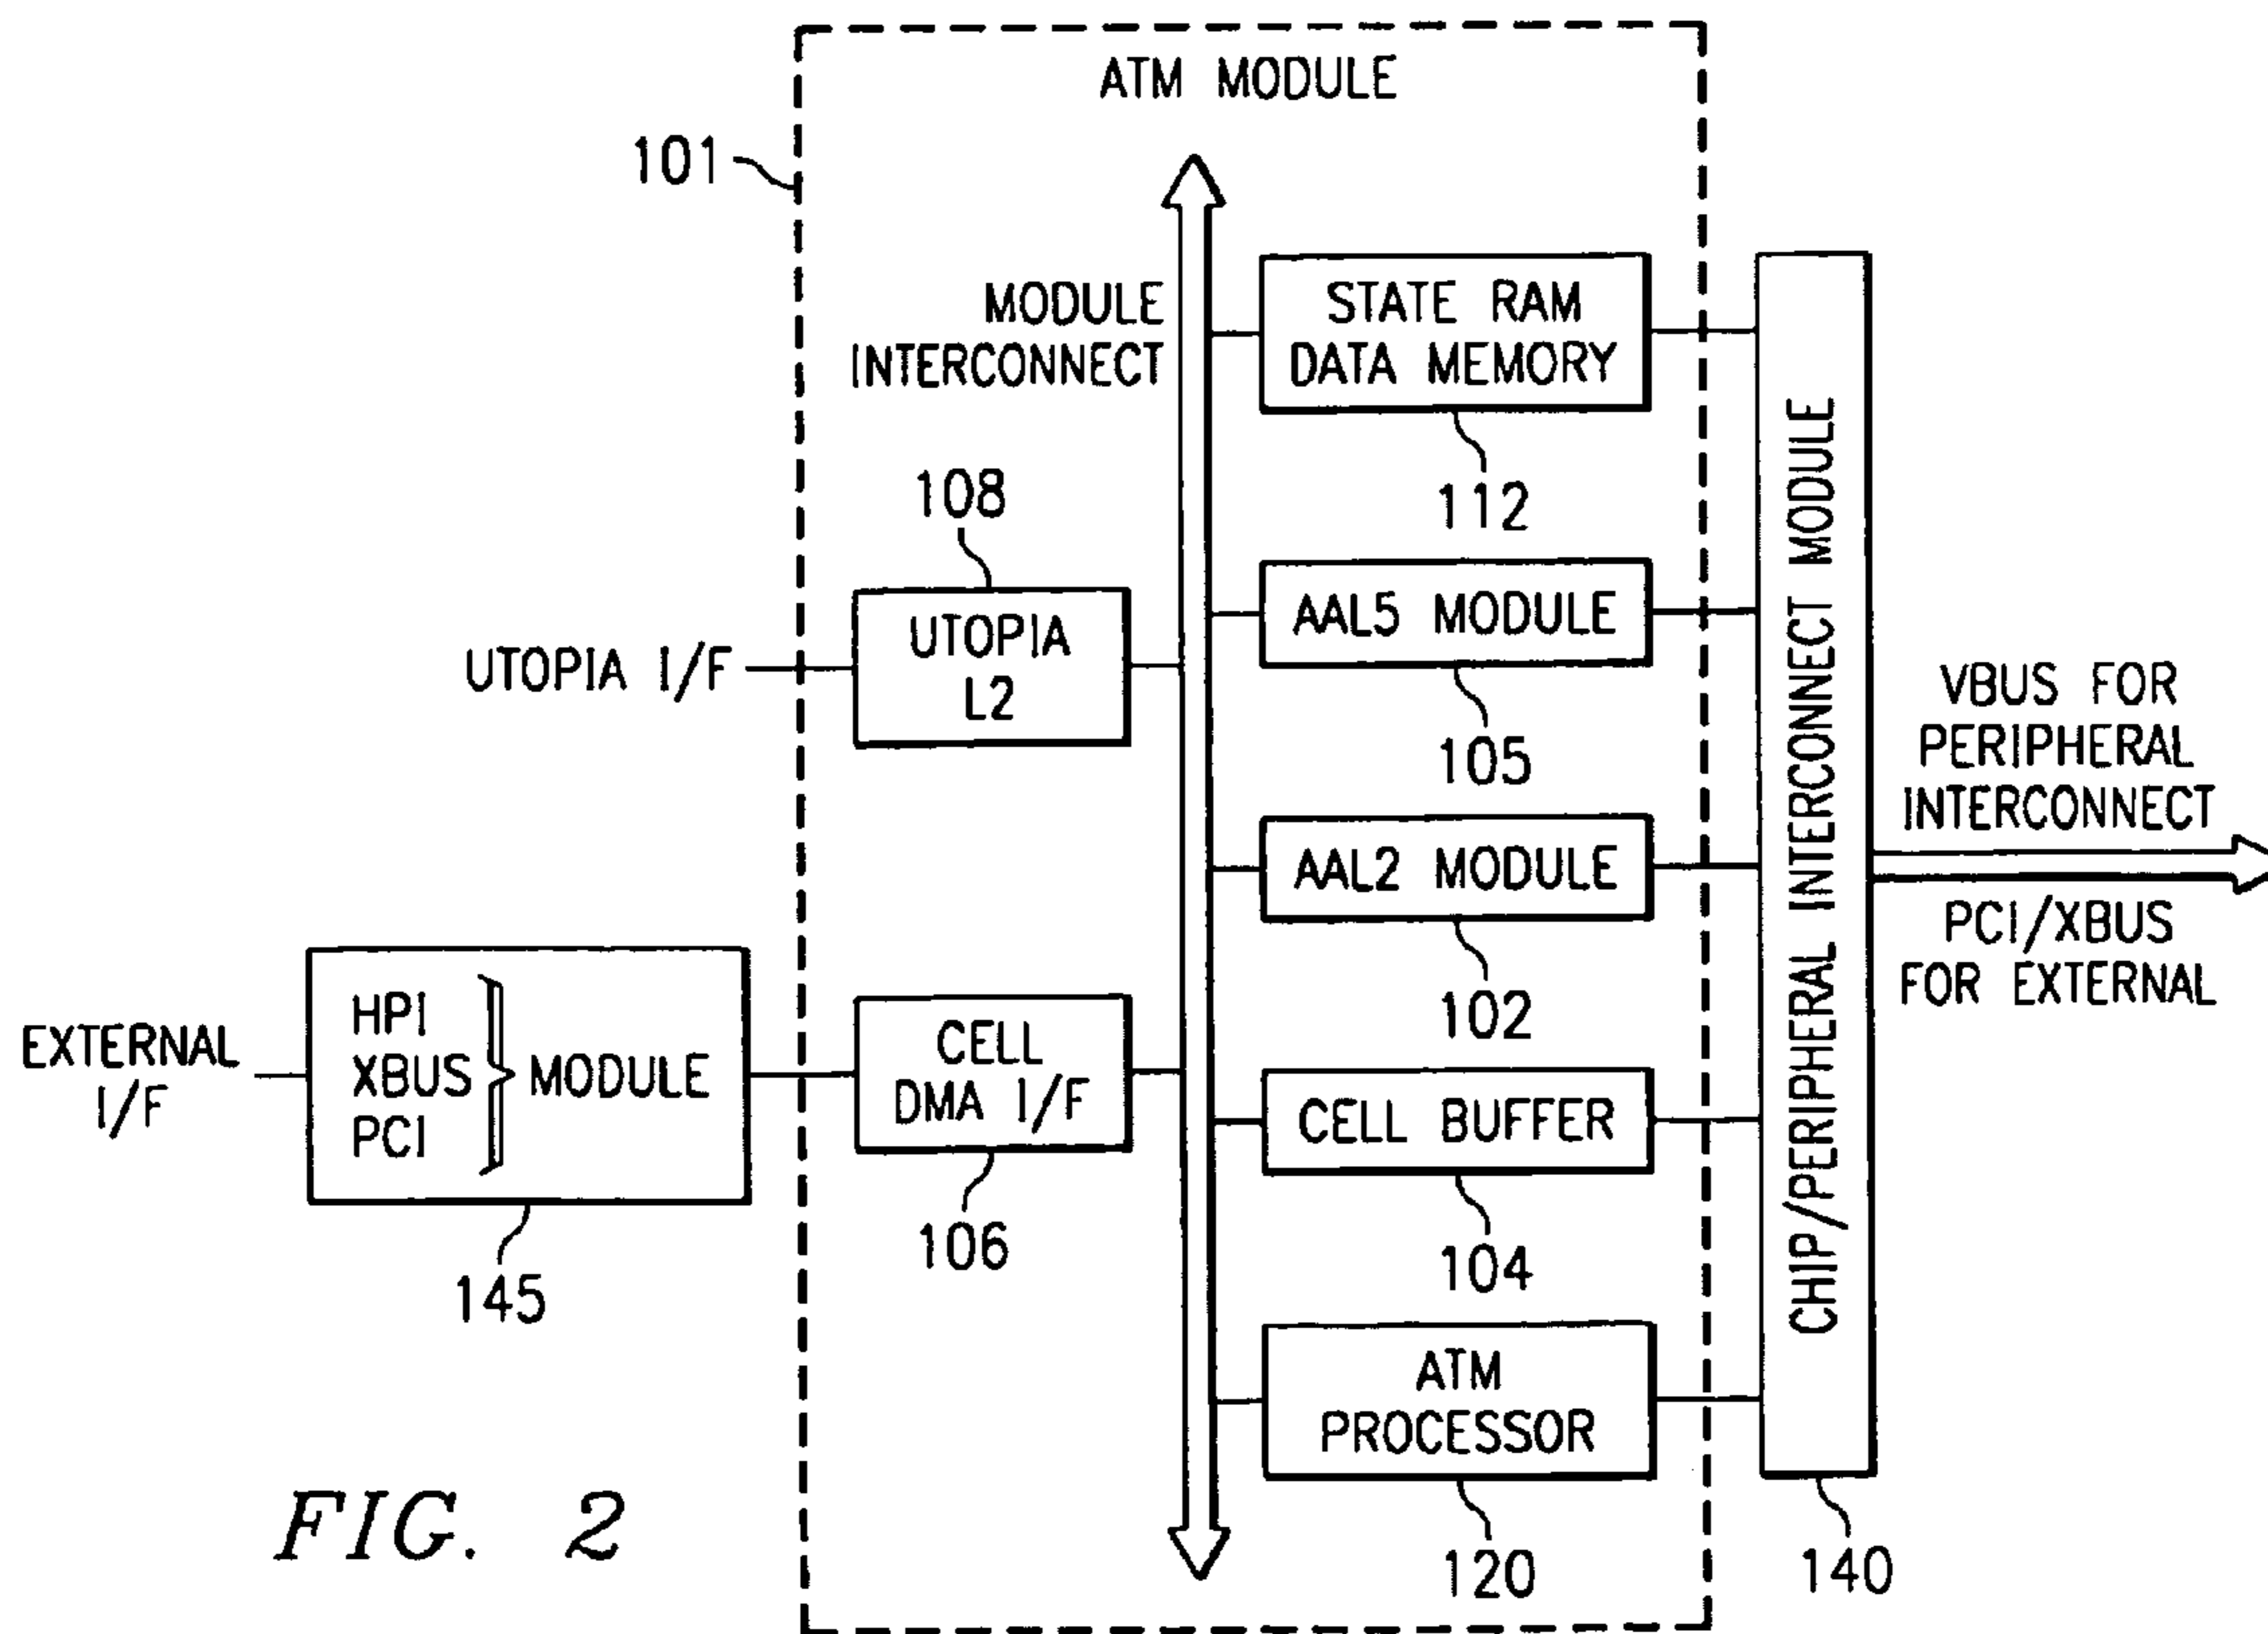 ATM MODULE
101
MODULE
INTERCONNECT
STATE RAM
DATA MEMORY
112
108
UTOPIA I/F
UTOPIA
L2
AAL5 MODULE
105
AAL2 MODULE
102
EXTERNAL
I/F
HPI
XBUS
PCI
MODULE
145
CELL
DMA I/F
106
CELL BUFFER
104
ATM
PROCESSOR
120
CHIP/PERIPHERAL INTERCONNECT MODULE
140
VBUS FOR
PERIPHERAL
INTERCONNECT
PCI/XBUS
FOR EXTERNAL
FIG. 2